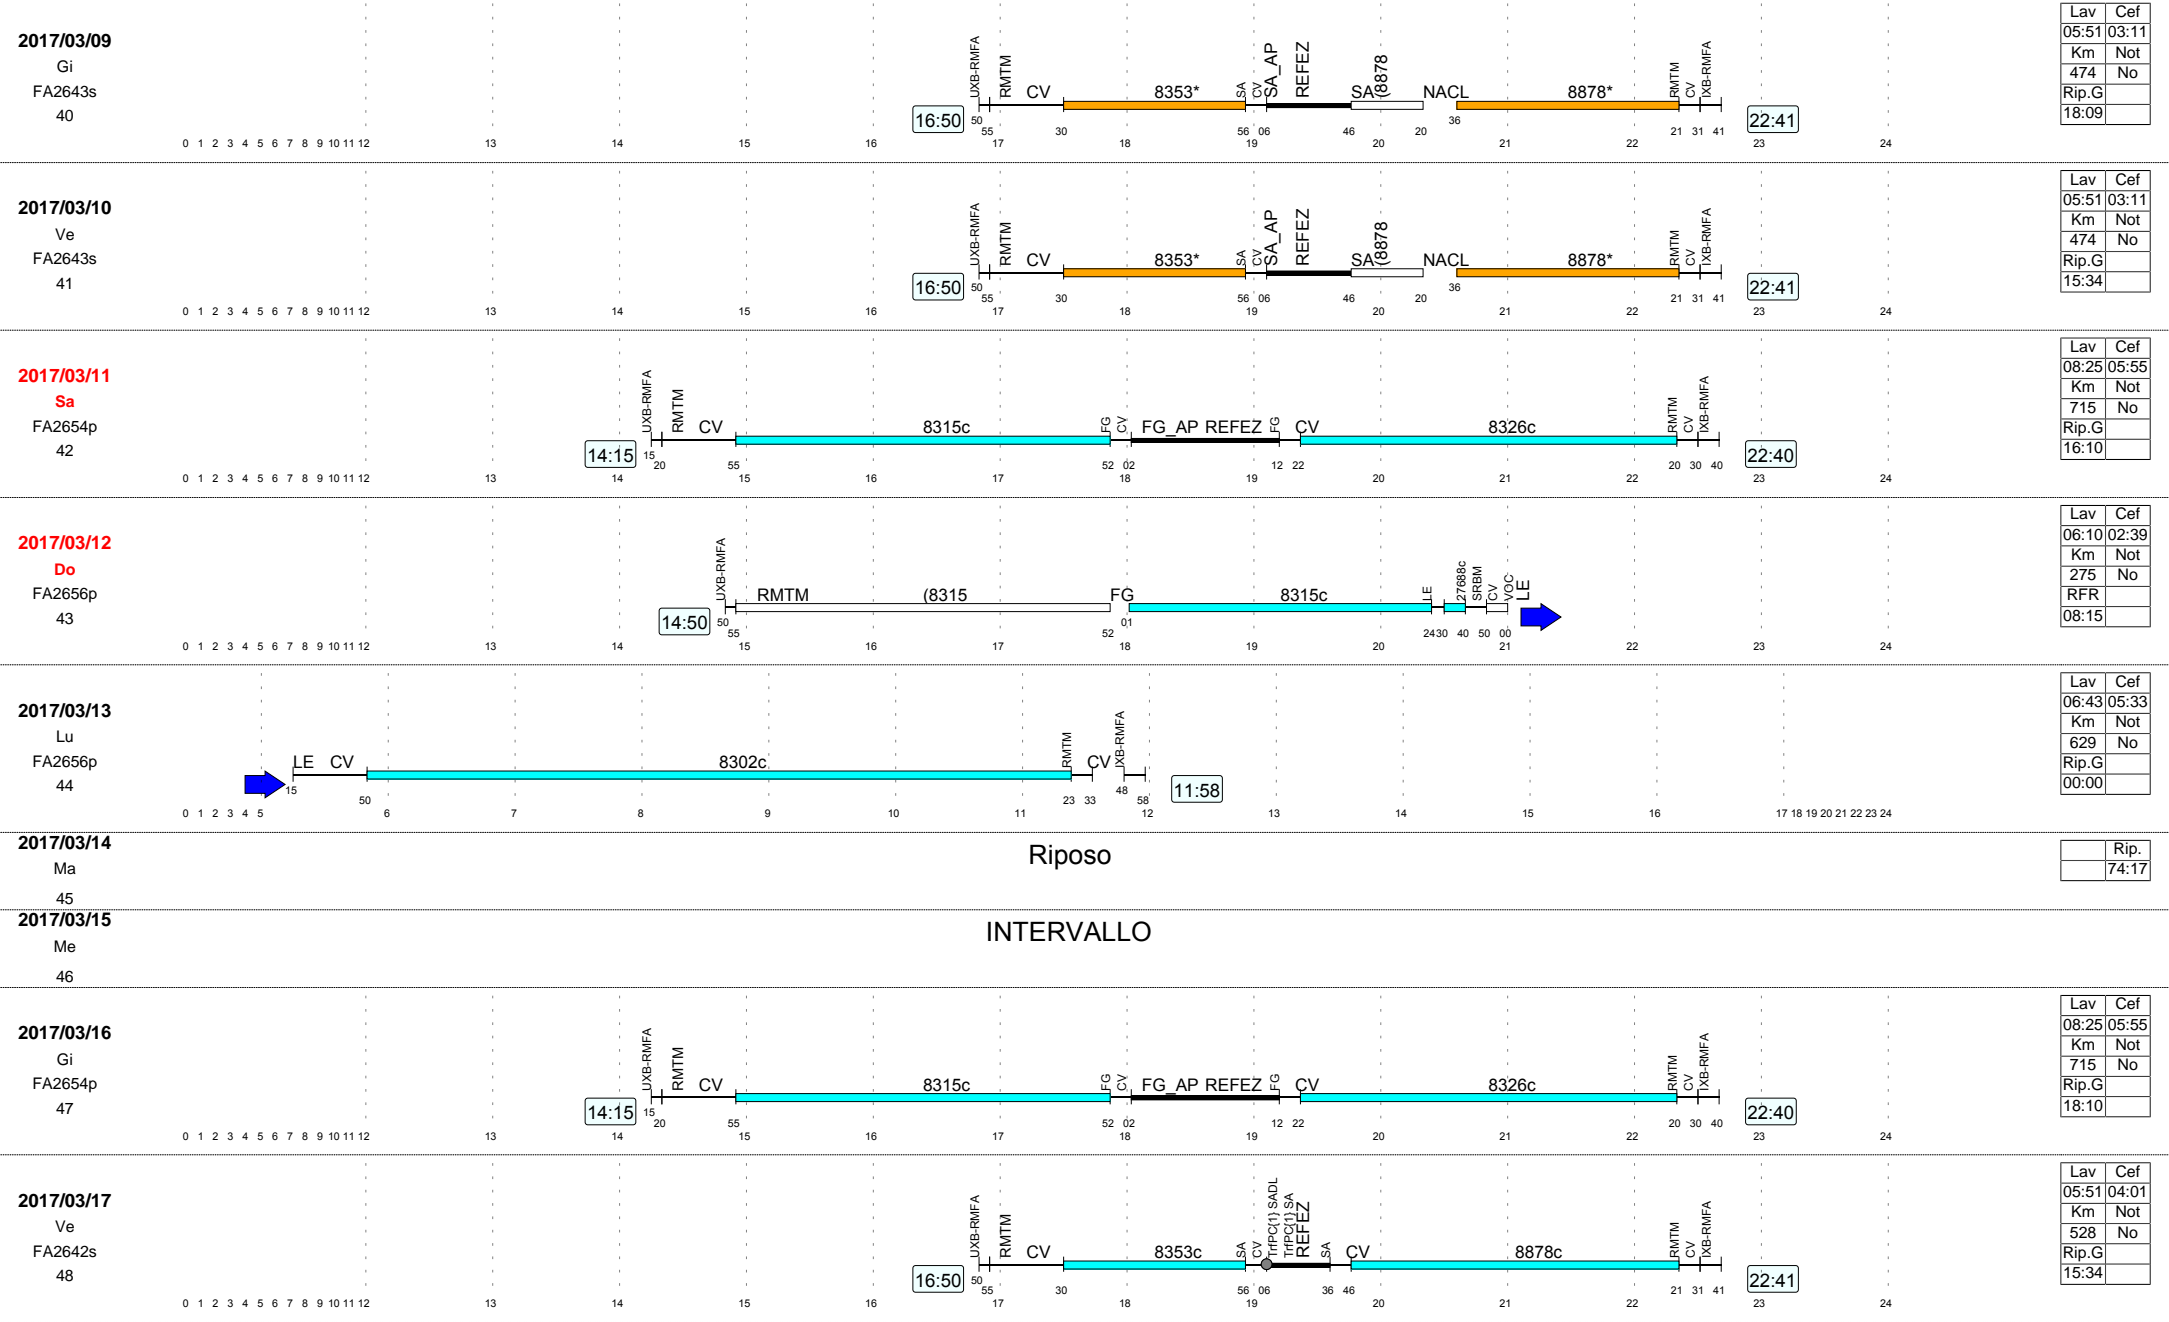 2017/03/09
Gi
FA2643s
40
16:50
UXB-RMFA RMTM CV 8353* SA CV SA_AP REFEZ SA (8878 NACL 8878* RMTM CV IXB-RMFA
50 55 30 56 06 46 20 36 21 31 41
22:41
0 1 2 3 4 5 6 7 8 9 10 11 12 13 14 15 16 17 18 19 20 21 22 23 24
Lav Cef
05:51 03:11
Km Not
474 No
Rip.G
18:09
2017/03/10
Ve
FA2643s
41
16:50
UXB-RMFA RMTM CV 8353* SA CV SA_AP REFEZ SA (8878 NACL 8878* RMTM CV IXB-RMFA
50 55 30 56 06 46 20 36 21 31 41
22:41
0 1 2 3 4 5 6 7 8 9 10 11 12 13 14 15 16 17 18 19 20 21 22 23 24
Lav Cef
05:51 03:11
Km Not
474 No
Rip.G
15:34
2017/03/11
Sa
FA2654p
42
14:15
UXB-RMFA RMTM CV 8315c FG CV FG_AP REFEZ FG CV 8326c RMTM CV IXB-RMFA
15 20 55 52 02 12 22 20 30 40
22:40
0 1 2 3 4 5 6 7 8 9 10 11 12 13 14 15 16 17 18 19 20 21 22 23 24
Lav Cef
08:25 05:55
Km Not
715 No
Rip.G
16:10
2017/03/12
Do
FA2656p
43
14:50
UXB-RMFA RMTM (8315 FG 8315c LE 27688c SRBM CV VOC LE
50 55 52 01 24 30 40 50 00
0 1 2 3 4 5 6 7 8 9 10 11 12 13 14 15 16 17 18 19 20 21 22 23 24
Lav Cef
06:10 02:39
Km Not
275 No
RFR
08:15
2017/03/13
Lu
FA2656p
44
LE CV 8302c RMTM CV IXB-RMFA
15 50 23 33 48 58
11:58
0 1 2 3 4 5 6 7 8 9 10 11 12 13 14 15 16 17 18 19 20 21 22 23 24
Lav Cef
06:43 05:33
Km Not
629 No
Rip.G
00:00
2017/03/14
Ma
45
Riposo
Rip.
74:17
2017/03/15
Me
46
INTERVALLO
2017/03/16
Gi
FA2654p
47
14:15
UXB-RMFA RMTM CV 8315c FG CV FG_AP REFEZ FG CV 8326c RMTM CV IXB-RMFA
15 20 55 52 02 12 22 20 30 40
22:40
0 1 2 3 4 5 6 7 8 9 10 11 12 13 14 15 16 17 18 19 20 21 22 23 24
Lav Cef
08:25 05:55
Km Not
715 No
Rip.G
18:10
2017/03/17
Ve
FA2642s
48
16:50
UXB-RMFA RMTM CV 8353c SA CV TrfPC(1) SADL TrfPC(1) SA REFEZ SA CV 8878c RMTM CV IXB-RMFA
50 55 30 56 06 36 46 21 31 41
22:41
0 1 2 3 4 5 6 7 8 9 10 11 12 13 14 15 16 17 18 19 20 21 22 23 24
Lav Cef
05:51 04:01
Km Not
528 No
Rip.G
15:34